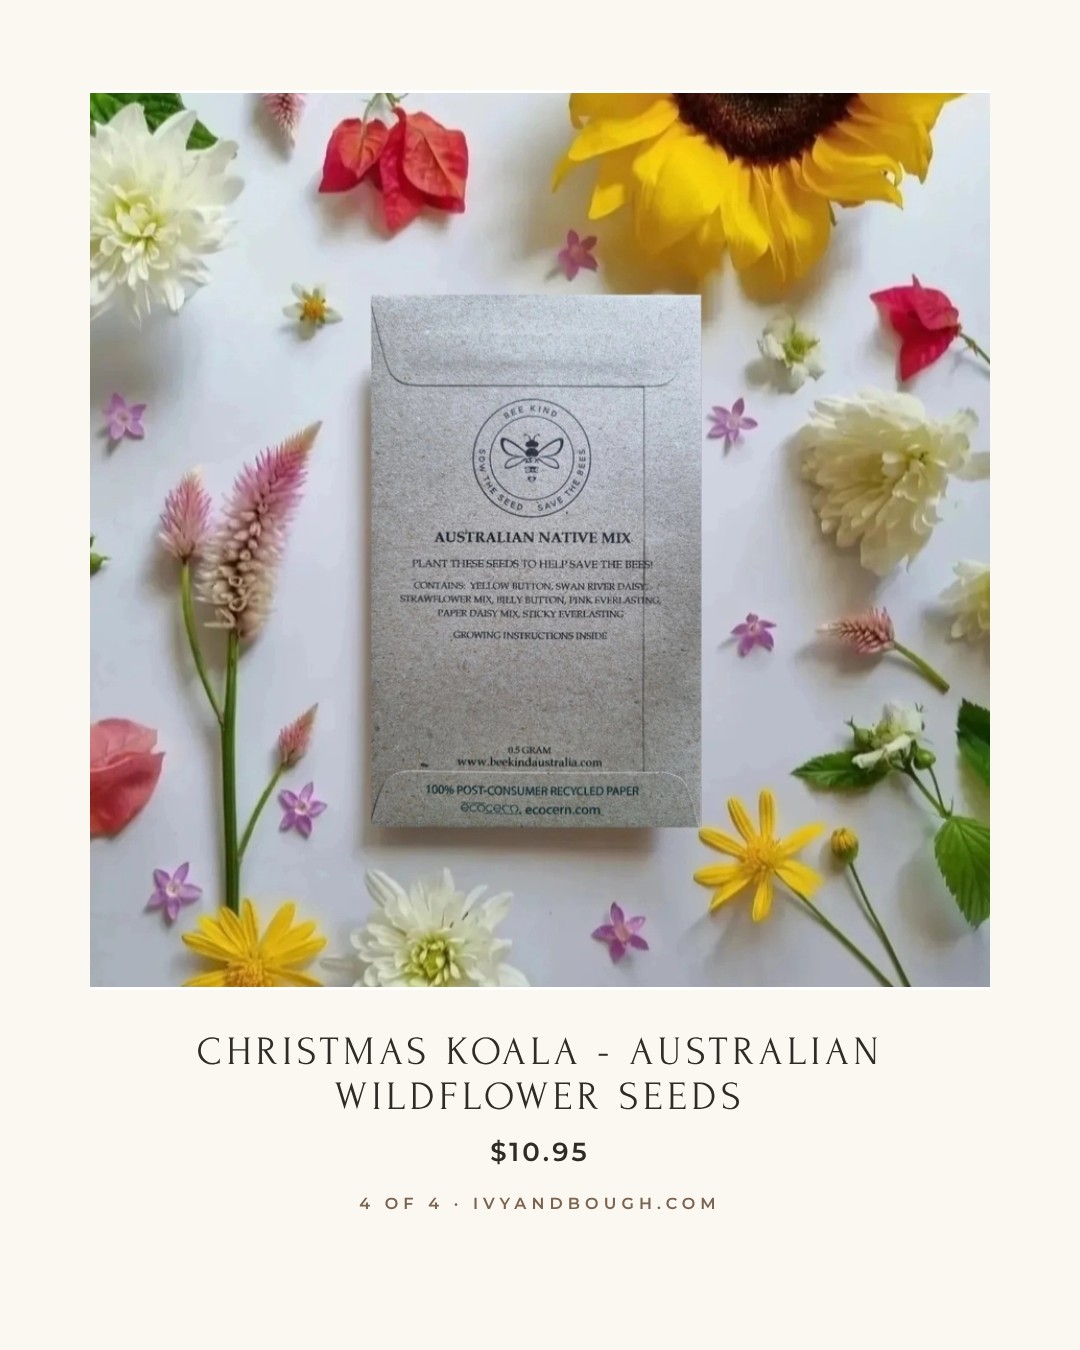 BEE KIND
SOW THE SEED SAVE THE BEES
AUSTRALIAN NATIVE MIX
PLANT THESE SEEDS TO HELP SAVE THE BEES!
CONTAINS: YELLOW BUTTON, SWAN RIVER DAISY,
STRAWFLOWER MIX, BILLY BUTTON, PINK EVERLASTING,
PAPER DAISY MIX, STICKY EVERLASTING
GROWING INSTRUCTIONS INSIDE
0.5 GRAM
www.beekindaustralia.com
100% POST-CONSUMER RECYCLED PAPER
ecocern.com
CHRISTMAS KOALA - AUSTRALIAN
WILDFLOWER SEEDS
$10.95
4 OF 4 · IVYANDBOUGH.COM